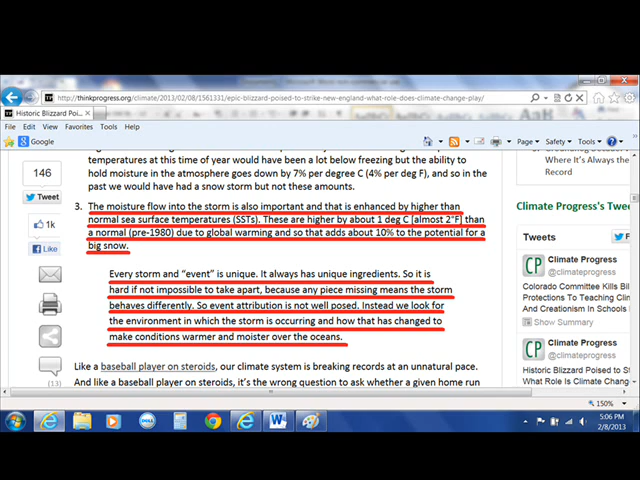 http://thinkprogress.org/climate/2013/02/08/1561331/epic-blizzard-poised-to-strike-new-england-what-role-does-climate-change-play/
Historic Blizzard Poised to...
File Edit View Favorites Tools Help
Google
Page Safety Tools
temperatures at this time of year would have been a lot below freezing but the ability
to hold moisture in the atmosphere goes down by 7% per degree C (4% per deg F), and so in the
past we would have had a snow storm but not these amounts.
3. The moisture flow into the storm is also important and that is enhanced by higher than
normal sea surface temperatures (SSTs). These are higher by about 1 deg C [almost 2°F] than
a normal (pre-1980) due to global warming and so that adds about 10% to the potential for a
big snow.
Every storm and "event" is unique. It always has unique ingredients. So it is
hard if not impossible to take apart, because any piece missing means the storm
behaves differently. So event attribution is not well posed. Instead we look for
the environment in which the storm is occurring and how that has changed to
make conditions warmer and moister over the oceans.
Like a baseball player on steroids, our climate system is breaking records at an unnatural pace.
And like a baseball player on steroids, it's the wrong question to ask whether a given home run
146
Tweet
1k
Like
(13)
Where It's Always the
Record
Climate Progress's Tweets
Tweets
CP
Climate Progress
@climateprogress
Colorado Committee Kills Bill
Protections To Teaching Cli
And Creationism In Schools
Show Summary
CP
Climate Progress
@climateprogress
Historic Blizzard Poised to S
What Role Is Climate Chang
150%
DELL
W
5:06 PM
2/8/2013